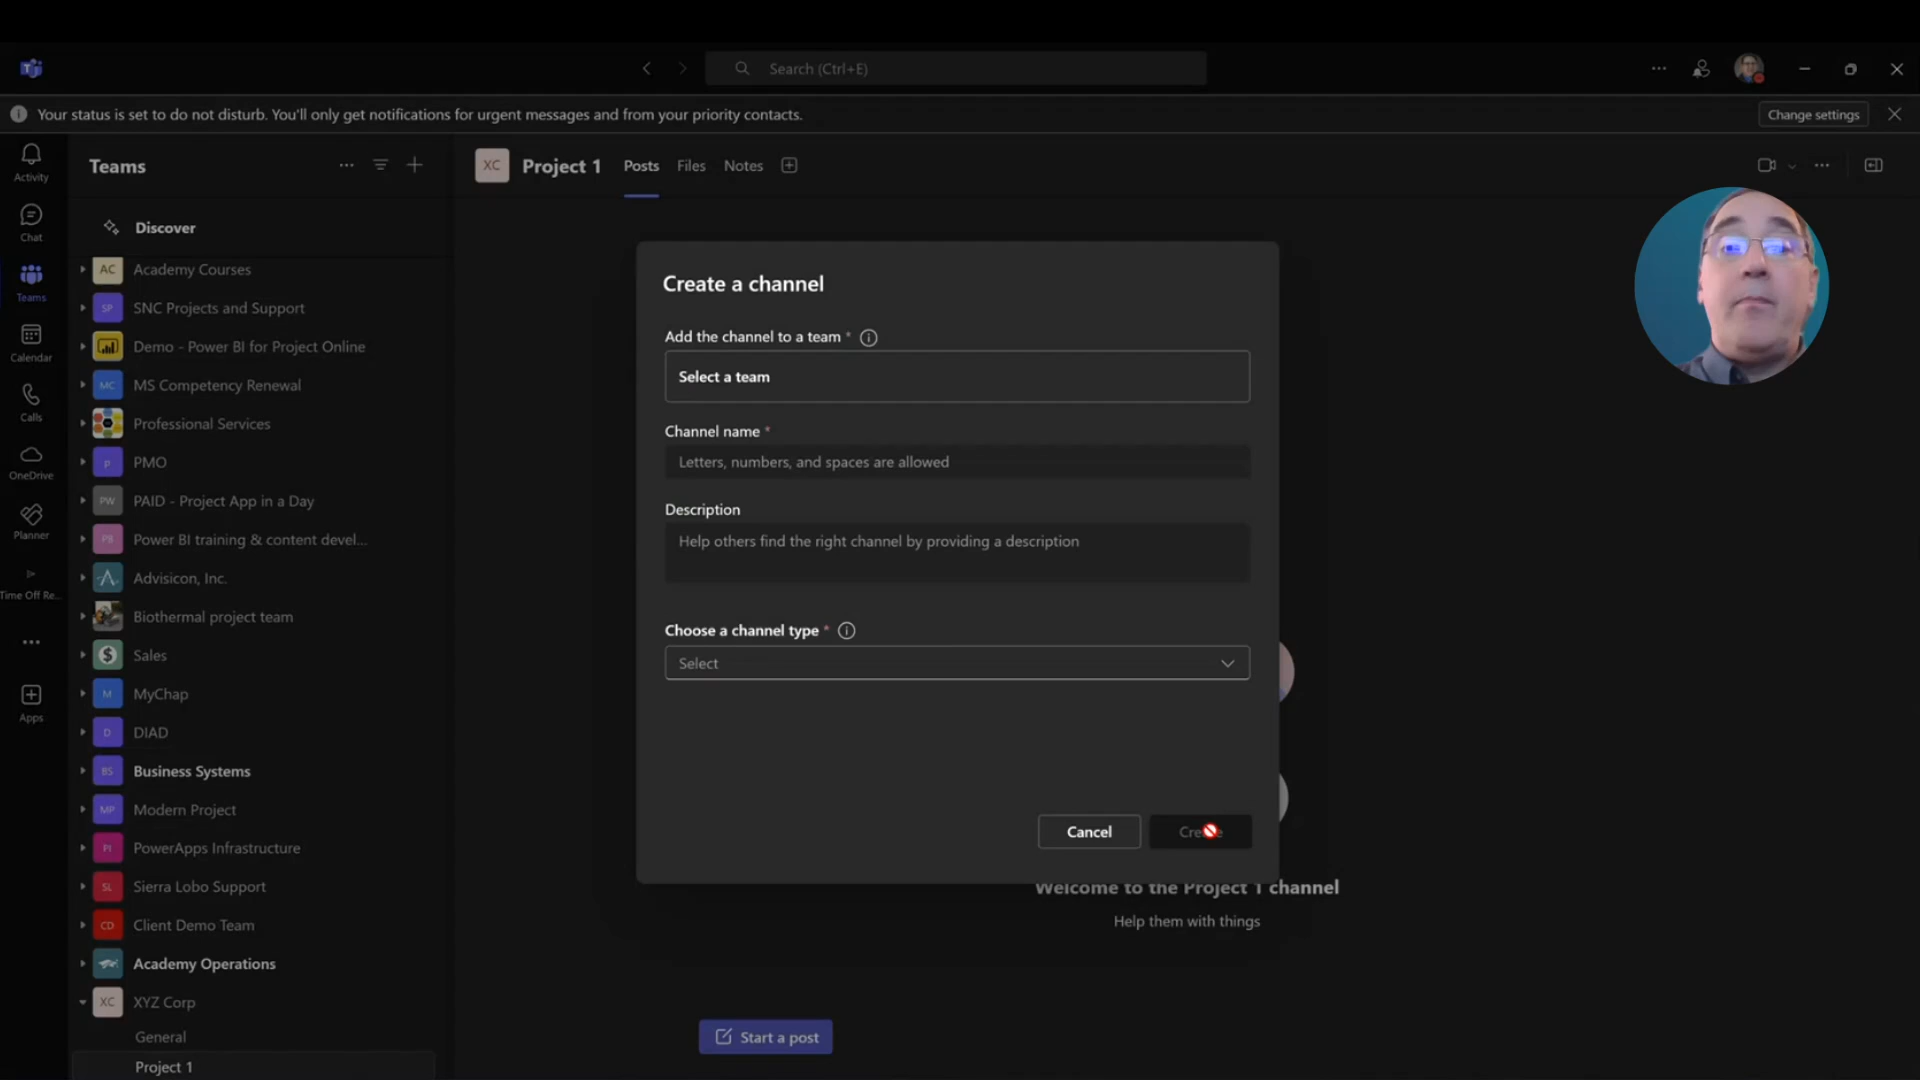 Search (Ctrl+E)
Your status is set to do not disturb. You'll only get notifications for urgent messages and from your priority contacts.
Change settings
Activity
Chat
Teams
Calendar
Calls
OneDrive
Planner
Time Off Re...
Apps
Teams
Discover
AC Academy Courses
SP SNC Projects and Support
Demo - Power BI for Project Online
MC MS Competency Renewal
Professional Services
P PMO
PW PAID - Project App in a Day
PB Power BI training & content devel...
Advisicon, Inc.
Biothermal project team
$ Sales
M MyChap
D DIAD
BS Business Systems
MP Modern Project
PI PowerApps Infrastructure
SL Sierra Lobo Support
CD Client Demo Team
Academy Operations
XC XYZ Corp
General
Project 1
XC Project 1 Posts Files Notes
Create a channel
Add the channel to a team *
Select a team
Channel name *
Letters, numbers, and spaces are allowed
Description
Help others find the right channel by providing a description
Choose a channel type *
Select
Cancel
Welcome to the Project 1 channel
Help them with things
Start a post